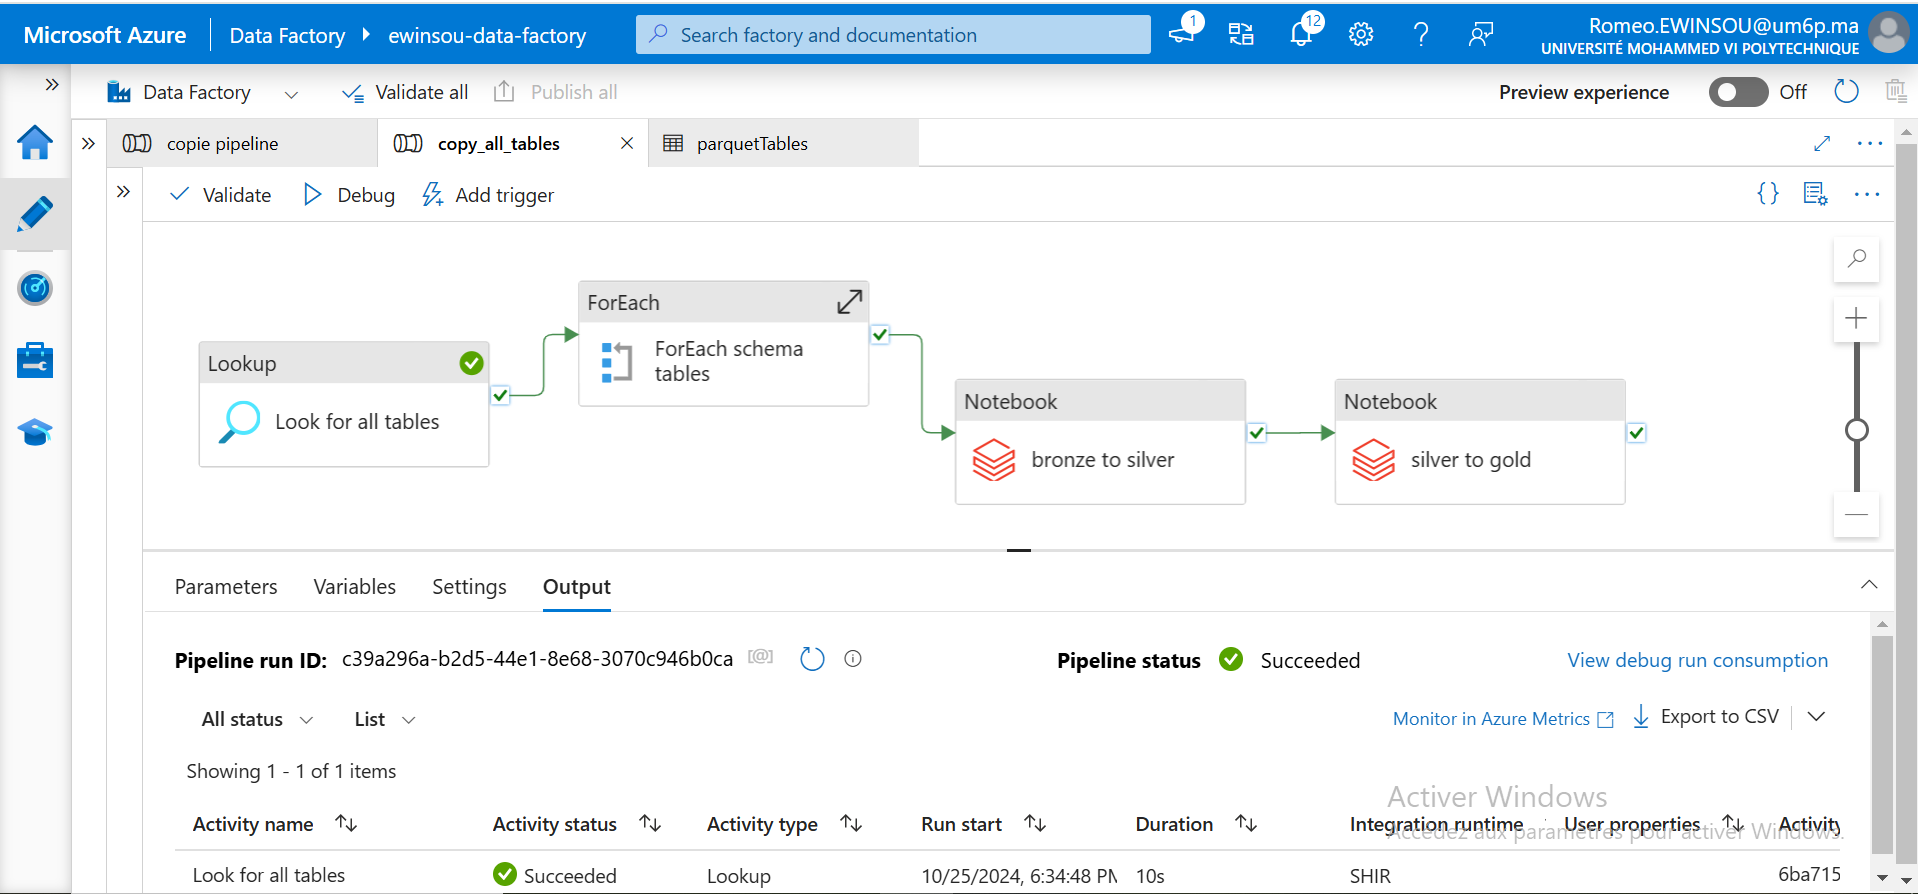 Microsoft Azure
Data Factory
ewinsou-data-factory
Search factory and documentation
1
12
Romeo.EWINSOU@um6p.ma
UNIVERSITÉ MOHAMMED VI POLYTECHNIQUE
Data Factory
Validate all
Publish all
Preview experience
Off
copie pipeline
copy_all_tables
parquetTables
Validate
Debug
Add trigger
{}
ForEach
ForEach schema
tables
Lookup
Look for all tables
Notebook
bronze to silver
Notebook
silver to gold
Parameters
Variables
Settings
Output
Pipeline run ID: c39a296a-b2d5-44e1-8e68-3070c946b0ca
[@]
Pipeline status
Succeeded
View debug run consumption
All status
List
Monitor in Azure Metrics
Export to CSV
Showing 1 - 1 of 1 items
Activer Windows
Accédez aux paramètres pour activer Windows.
Activity name
Activity status
Activity type
Run start
Duration
Integration runtime
User properties
Activity
Look for all tables
Succeeded
Lookup
10/25/2024, 6:34:48 PM
10s
SHIR
6ba715